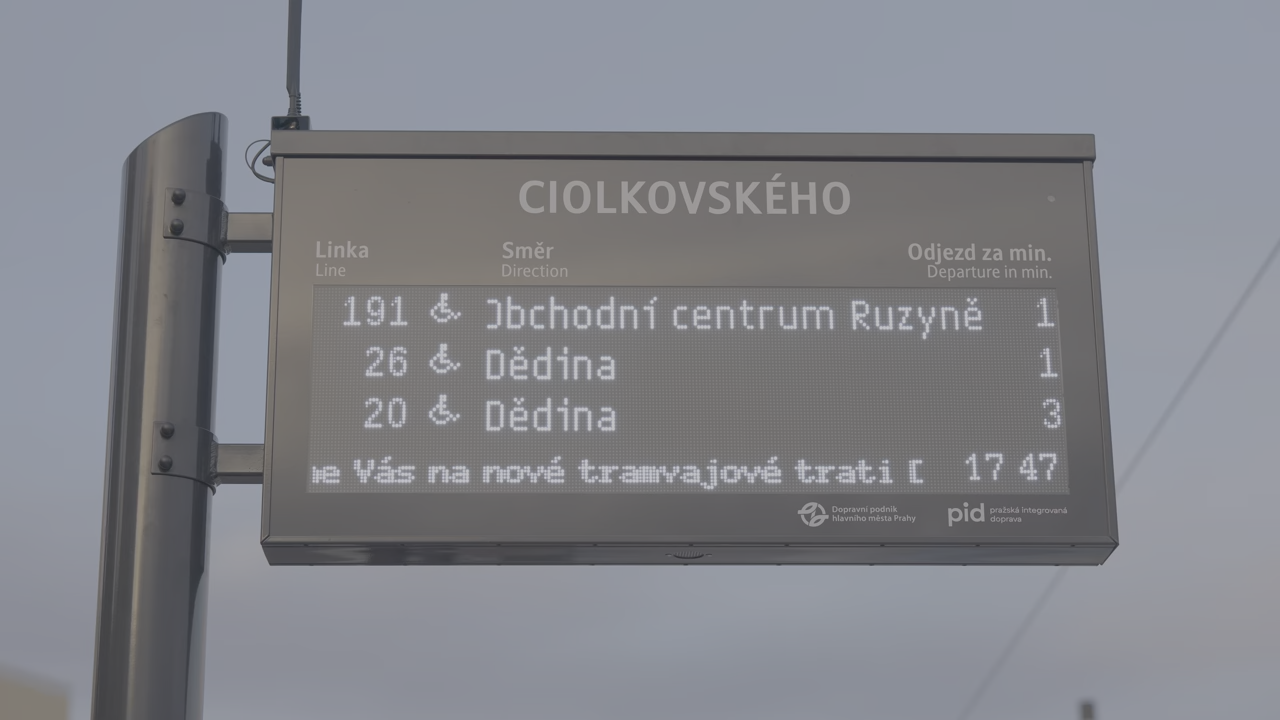 CIOLKOVSKÉHO
Linka Směr Odjezd za min.
Line Direction Departure in min.
191 Obchodní centrum Ruzyně 1
26 Dědina 1
20 Dědina 3
Vás na nové tramvajové trati 17 47
Dopravní podnik pid pražská integrovaná
hlavního města Prahy doprava